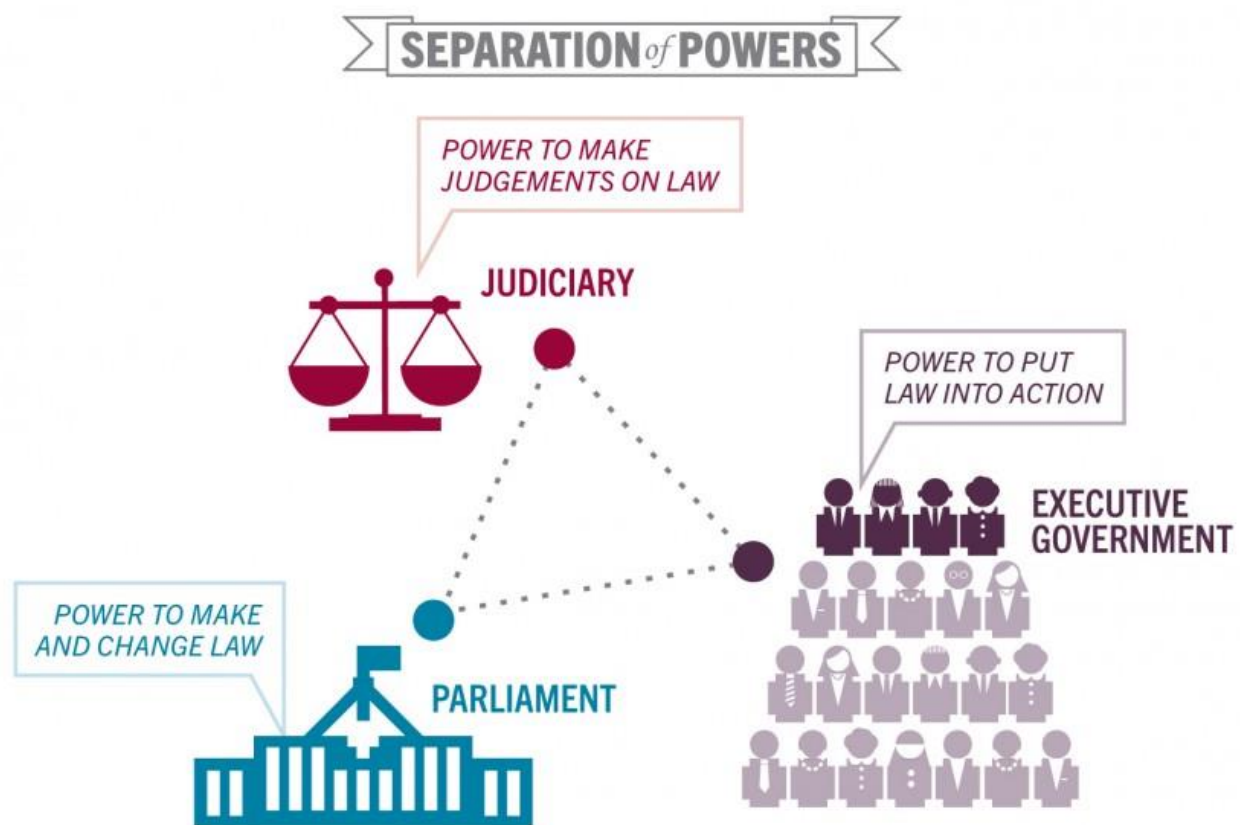 SEPARATION of POWERS
POWER TO MAKE
JUDGEMENTS ON LAW
JUDICIARY
POWER TO PUT
LAW INTO ACTION
EXECUTIVE
GOVERNMENT
POWER TO MAKE
AND CHANGE LAW
PARLIAMENT